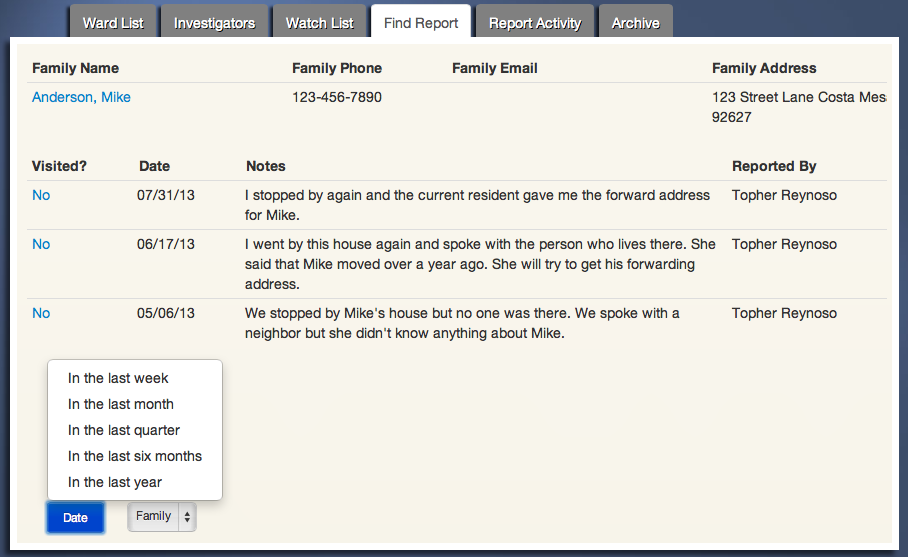 Ward List Investigators Watch List Find Report Report Activity Archive
Family Name Family Phone Family Email Family Address
Anderson, Mike 123-456-7890 123 Street Lane Costa Mes
92627
Visited? Date Notes Reported By
No 07/31/13 I stopped by again and the current resident gave me the forward address Topher Reynoso
for Mike.
No 06/17/13 I went by this house again and spoke with the person who lives there. She Topher Reynoso
said that Mike moved over a year ago. She will try to get his forwarding
address.
No 05/06/13 We stopped by Mike's house but no one was there. We spoke with a Topher Reynoso
neighbor but she didn't know anything about Mike.
In the last week
In the last month
In the last quarter
In the last six months
In the last year
Date Family